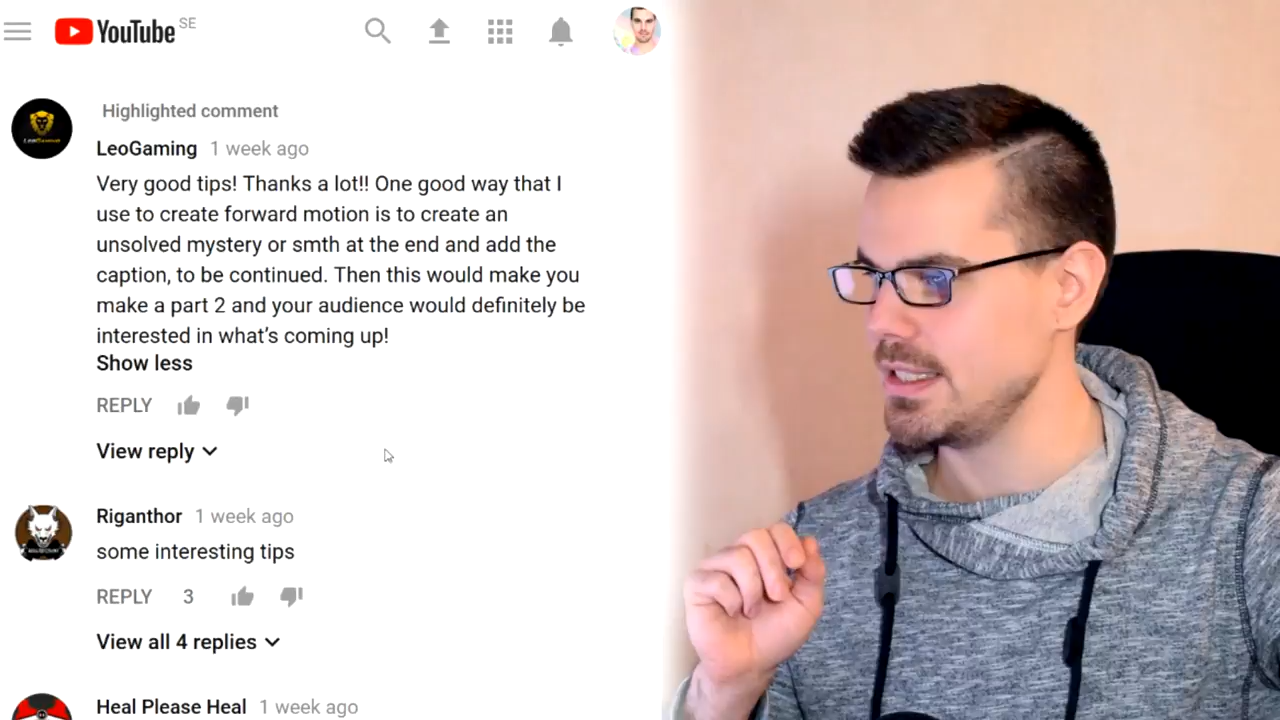 YouTube SE
Highlighted comment
LeoGaming 1 week ago
Very good tips! Thanks a lot!! One good way that I
use to create forward motion is to create an
unsolved mystery or smth at the end and add the
caption, to be continued. Then this would make you
make a part 2 and your audience would definitely be
interested in what's coming up!
Show less
REPLY
View reply
Riganthor 1 week ago
some interesting tips
REPLY 3
View all 4 replies
Heal Please Heal 1 week ago